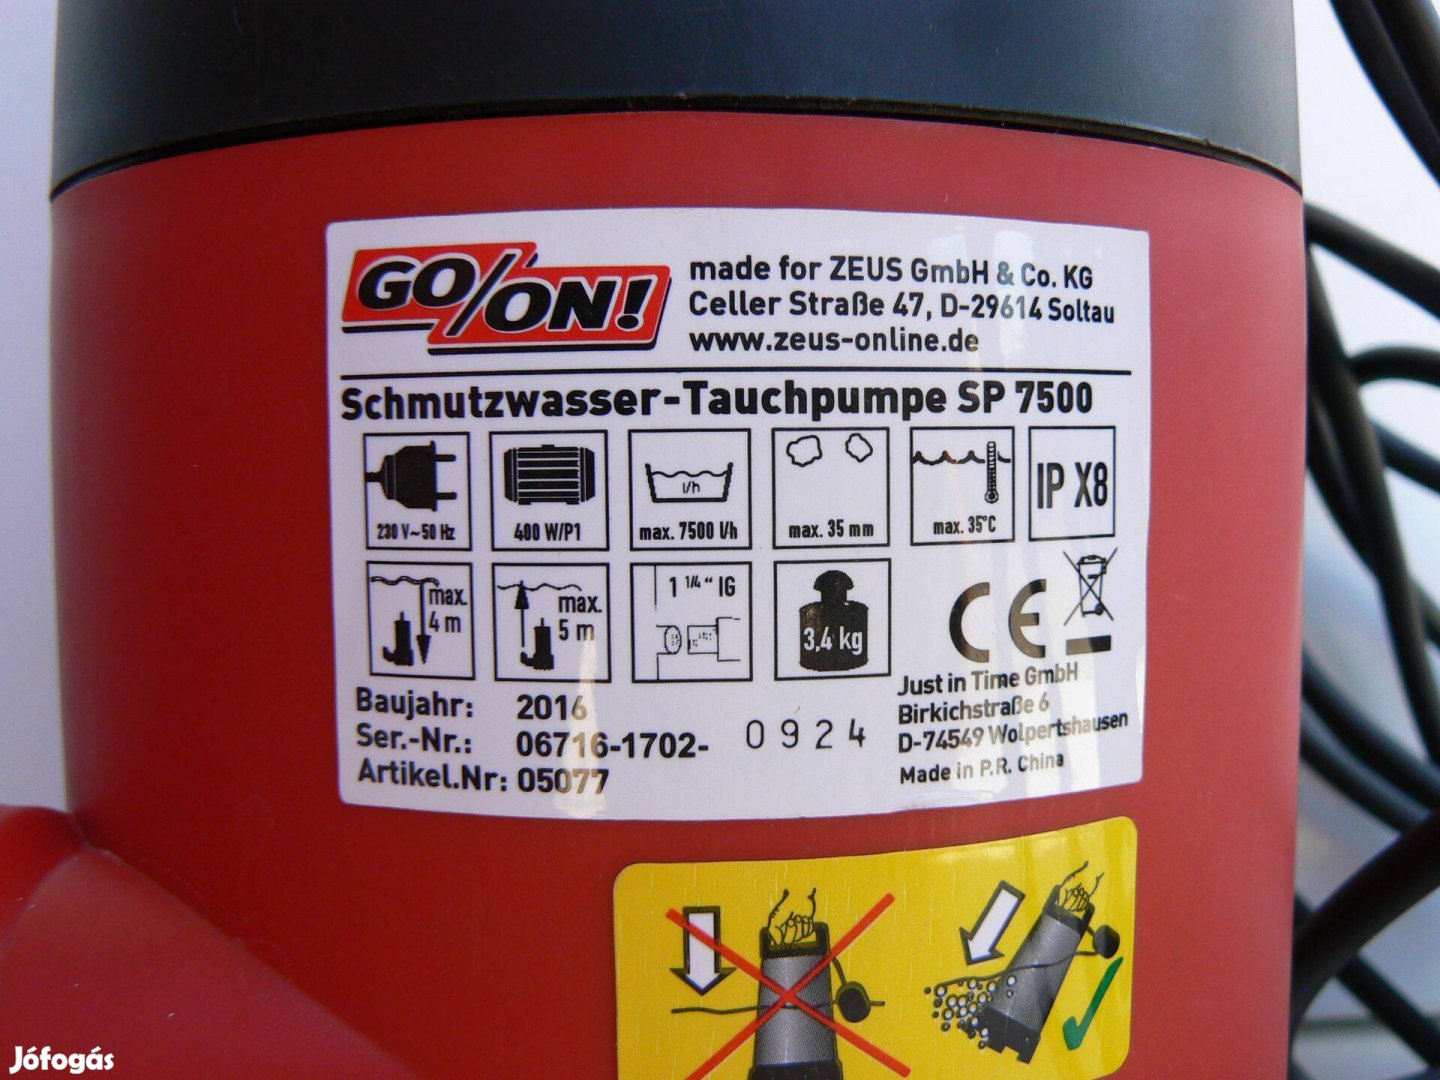 GO/ON!
made for ZEUS GmbH & Co. KG
Celler Straße 47, D-29614 Soltau
www.zeus-online.de
Schmutzwasser-Tauchpumpe SP 7500
230 V~50 Hz
400 W/P1
l/h
max. 7500 l/h
max. 35 mm
max. 35°C
IP X8
max.
4 m
max.
5 m
1 1/4" IG
3,4 kg
CE
Baujahr: 2016
Ser.-Nr.: 06716-1702- 0924
Artikel.Nr: 05077
Just in Time GmbH
Birkichstraße 6
D-74549 Wolpertshausen
Made in P.R. China
Jófogás